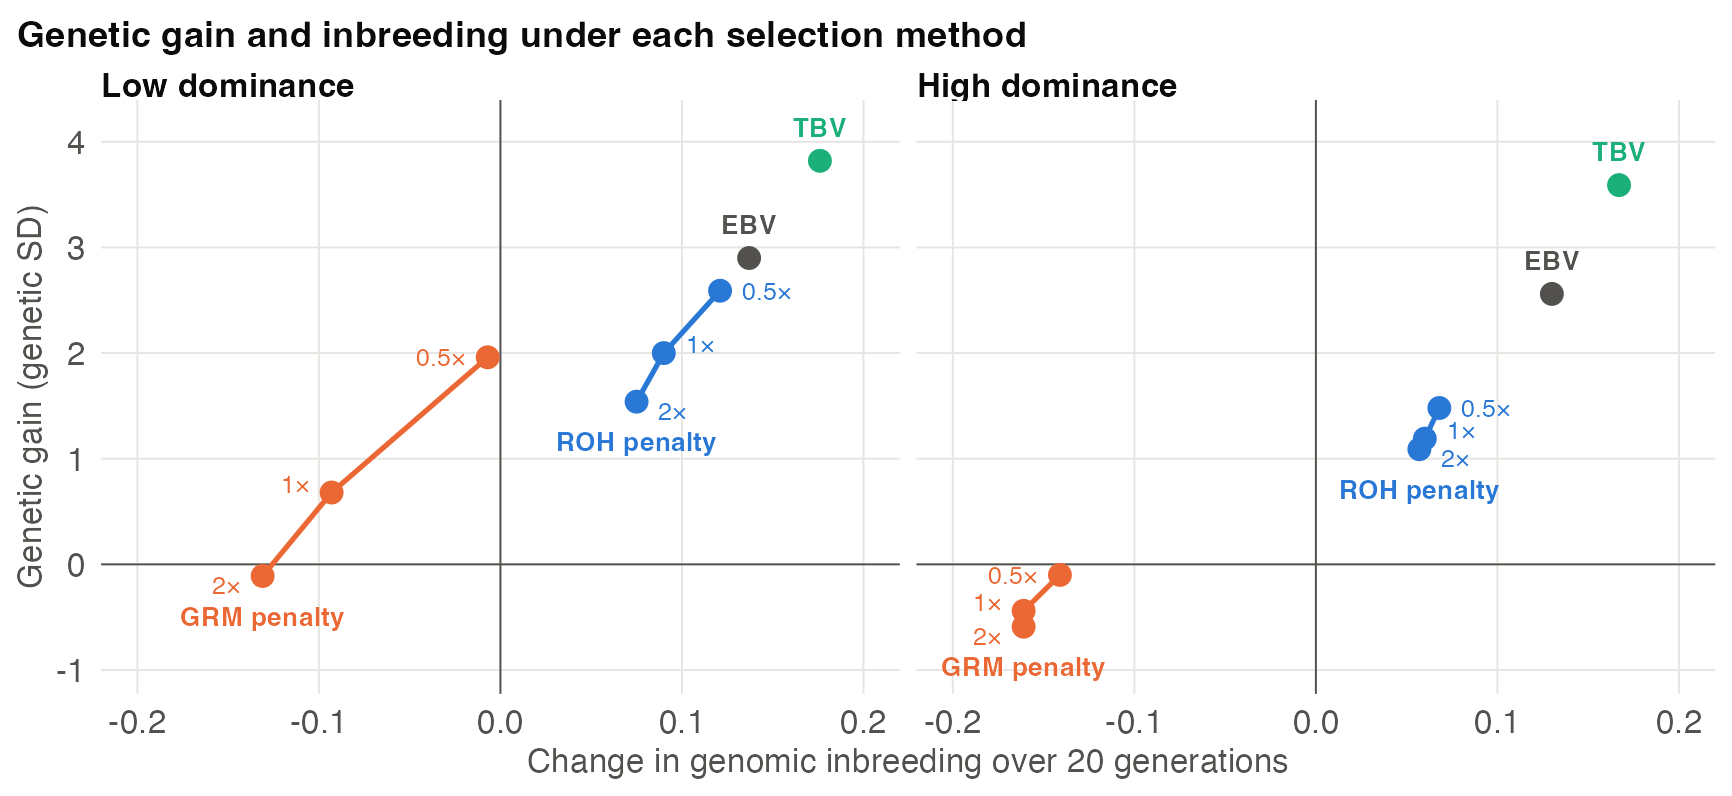 Genetic gain and inbreeding under each selection method
Low dominance
High dominance
Genetic gain (genetic SD)
4
3
2
1
0
-1
TBV
EBV
0.5×
1×
2×
ROH penalty
0.5×
1×
2×
GRM penalty
TBV
EBV
0.5×
1×
2×
ROH penalty
0.5×
1×
2×
GRM penalty
-0.2 -0.1 0.0 0.1 0.2
-0.2 -0.1 0.0 0.1 0.2
Change in genomic inbreeding over 20 generations